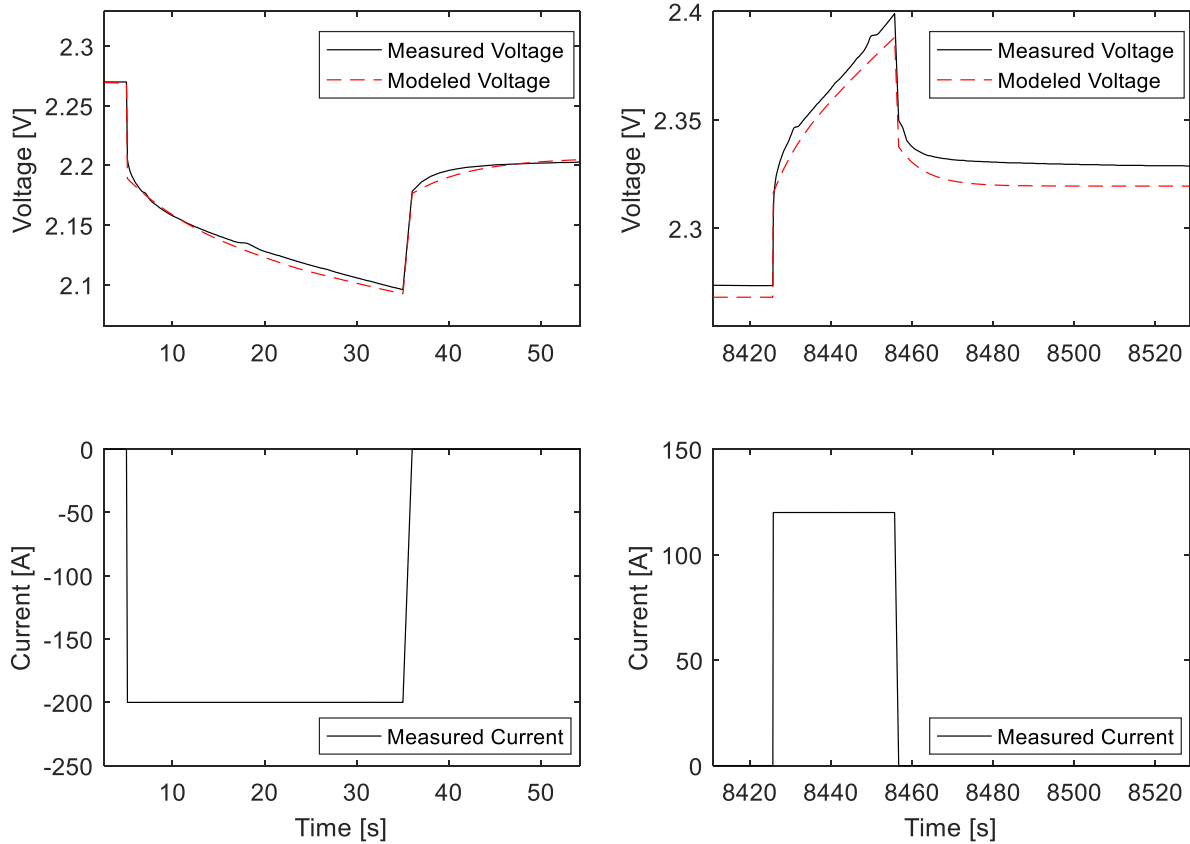 Voltage [V]
2.3
2.25
2.2
2.15
2.1
Measured Voltage
Modeled Voltage
10 20 30 40 50
Voltage [V]
2.4
2.35
2.3
Measured Voltage
Modeled Voltage
8420 8440 8460 8480 8500 8520
Current [A]
0
-50
-100
-150
-200
-250
Measured Current
10 20 30 40 50
Time [s]
Current [A]
150
100
50
0
Measured Current
8420 8440 8460 8480 8500 8520
Time [s]